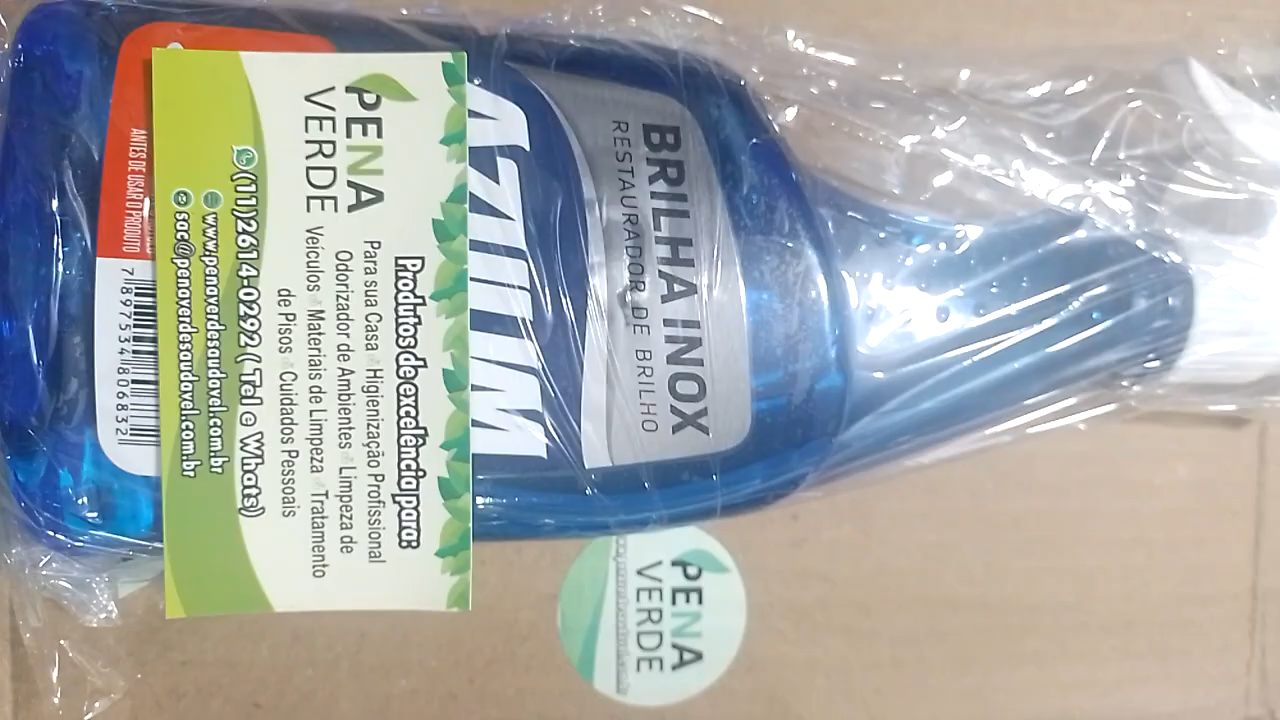 BRILHA INOX
RESTAURADOR DE BRILHO
AZULIM
ANTES DE USAR O PRODUTO
7 897534 806832
PENA
VERDE
Produtos de excelência para:
Para sua Casa Higienização Profissional
Odorizador de Ambientes Limpeza de
Veículos Materiais de Limpeza Tratamento
de Pisos Cuidados Pessoais
(11)2614-0292 ( Tel e Whats)
www.penaverdesaudavel.com.br
sac@penaverdesaudavel.com.br
PENA
VERDE